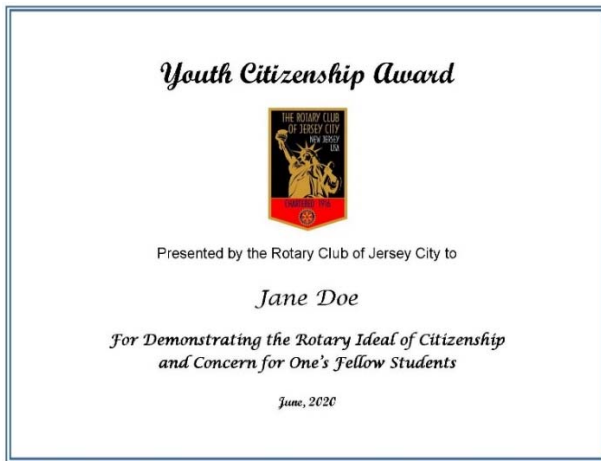 Youth Citizenship Award
THE ROTARY CLUB
OF JERSEY CITY
NEW JERSEY
USA
CHARTERED 1916
Presented by the Rotary Club of Jersey City to
Jane Doe
For Demonstrating the Rotary Ideal of Citizenship
and Concern for One's Fellow Students
June, 2020